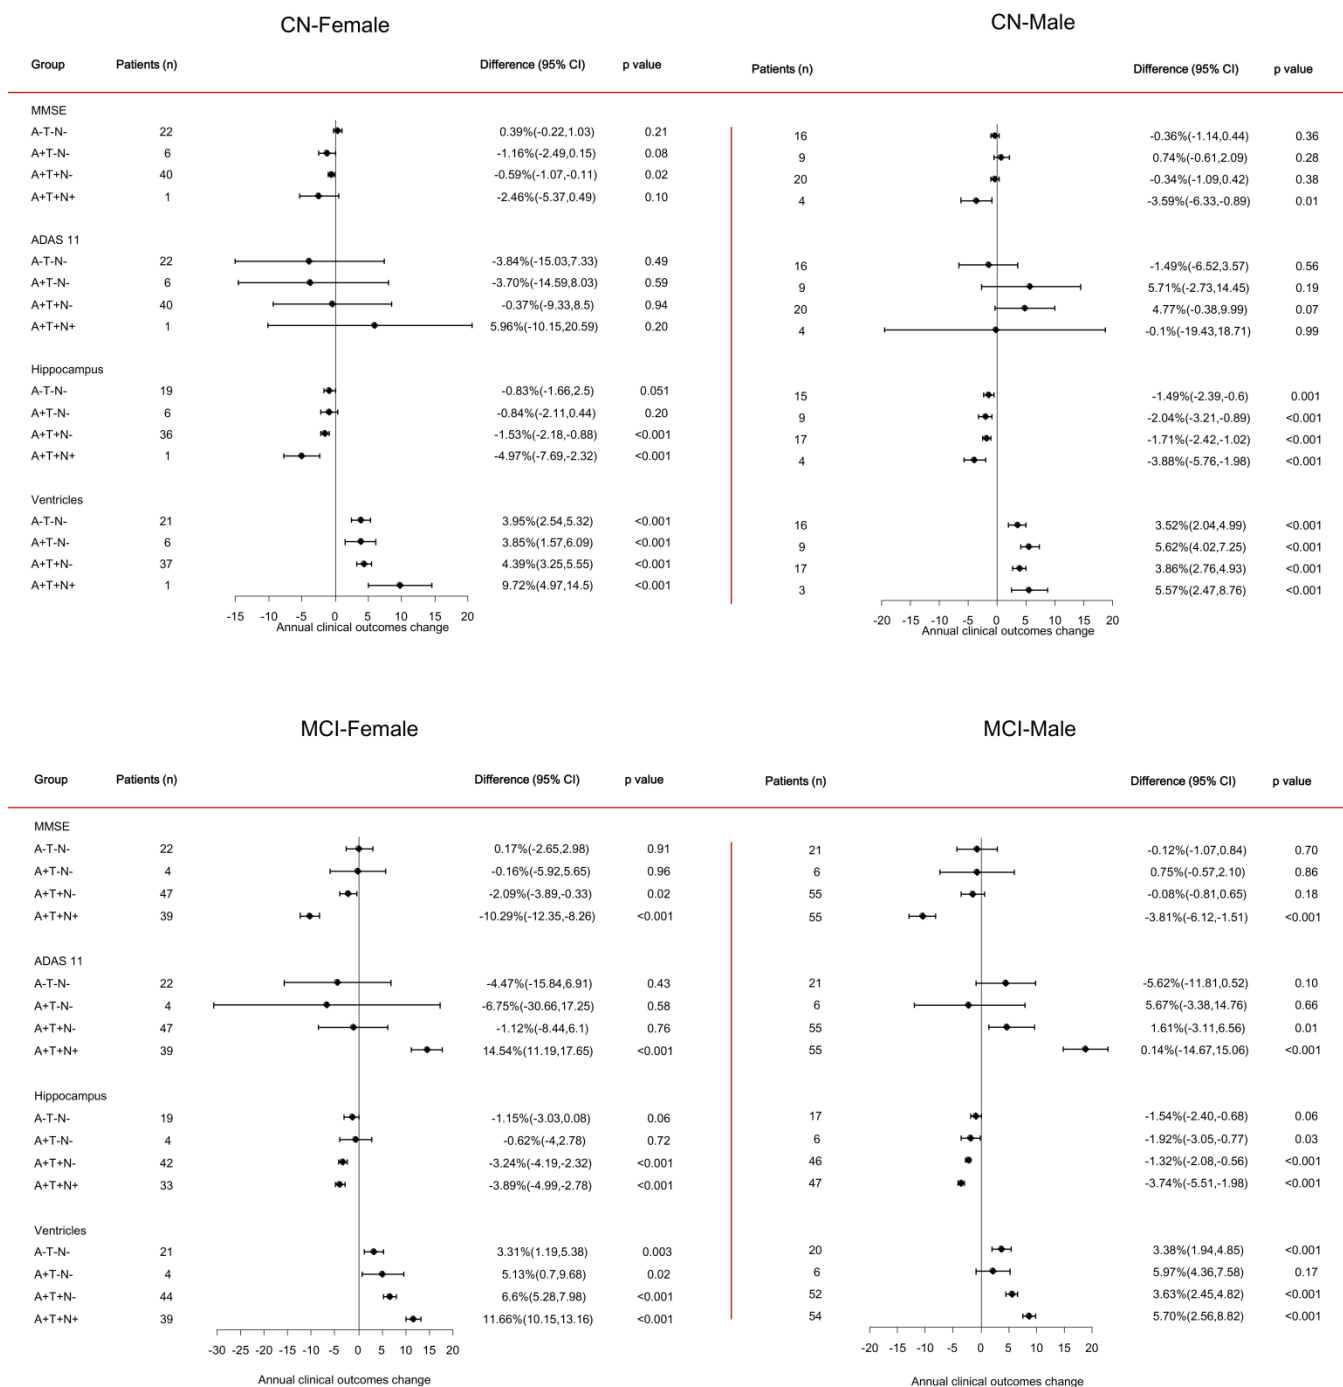 CN-Female
Group Patients (n) Difference (95% CI) p value
MMSE
A-T-N- 22 0.39%(-0.22,1.03) 0.21
A+T-N- 6 -1.16%(-2.49,0.15) 0.08
A+T+N- 40 -0.59%(-1.07,-0.11) 0.02
A+T+N+ 1 -2.46%(-5.37,0.49) 0.10
ADAS 11
A-T-N- 22 -3.84%(-15.03,7.33) 0.49
A+T-N- 6 -3.70%(-14.59,8.03) 0.59
A+T+N- 40 -0.37%(-9.33,8.5) 0.94
A+T+N+ 1 5.96%(-10.15,20.59) 0.20
Hippocampus
A-T-N- 19 -0.83%(-1.66,2.5) 0.051
A+T-N- 6 -0.84%(-2.11,0.44) 0.20
A+T+N- 36 -1.53%(-2.18,-0.88) <0.001
A+T+N+ 1 -4.97%(-7.69,-2.32) <0.001
Ventricles
A-T-N- 21 3.95%(2.54,5.32) <0.001
A+T-N- 6 3.85%(1.57,6.09) <0.001
A+T+N- 37 4.39%(3.25,5.55) <0.001
A+T+N+ 1 9.72%(4.97,14.5) <0.001
-15 -10 -5 0 5 10 15 20
Annual clinical outcomes change
CN-Male
Patients (n) Difference (95% CI) p value
16 -0.36%(-1.14,0.44) 0.36
9 0.74%(-0.61,2.09) 0.28
20 -0.34%(-1.09,0.42) 0.38
4 -3.59%(-6.33,-0.89) 0.01
16 -1.49%(-6.52,3.57) 0.56
9 5.71%(-2.73,14.45) 0.19
20 4.77%(-0.38,9.99) 0.07
4 -0.1%(-19.43,18.71) 0.99
15 -1.49%(-2.39,-0.6) 0.001
9 -2.04%(-3.21,-0.89) <0.001
17 -1.71%(-2.42,-1.02) <0.001
4 -3.88%(-5.76,-1.98) <0.001
16 3.52%(2.04,4.99) <0.001
9 5.62%(4.02,7.25) <0.001
17 3.86%(2.76,4.93) <0.001
3 5.57%(2.47,8.76) <0.001
-20 -15 -10 -5 0 5 10 15 20
Annual clinical outcomes change
MCI-Female
Group Patients (n) Difference (95% CI) p value
MMSE
A-T-N- 22 0.17%(-2.65,2.98) 0.91
A+T-N- 4 -0.16%(-5.92,5.65) 0.96
A+T+N- 47 -2.09%(-3.89,-0.33) 0.02
A+T+N+ 39 -10.29%(-12.35,-8.26) <0.001
ADAS 11
A-T-N- 22 -4.47%(-15.84,6.91) 0.43
A+T-N- 4 -6.75%(-30.66,17.25) 0.58
A+T+N- 47 -1.12%(-8.44,6.1) 0.76
A+T+N+ 39 14.54%(11.19,17.65) <0.001
Hippocampus
A-T-N- 19 -1.15%(-3.03,0.08) 0.06
A+T-N- 4 -0.62%(-4,2.78) 0.72
A+T+N- 42 -3.24%(-4.19,-2.32) <0.001
A+T+N+ 33 -3.89%(-4.99,-2.78) <0.001
Ventricles
A-T-N- 21 3.31%(1.19,5.38) 0.003
A+T-N- 4 5.13%(0.7,9.68) 0.02
A+T+N- 44 6.6%(5.28,7.98) <0.001
A+T+N+ 39 11.66%(10.15,13.16) <0.001
-30 -25 -20 -15 -10 -5 0 5 10 15 20
Annual clinical outcomes change
MCI-Male
Patients (n) Difference (95% CI) p value
21 -0.12%(-1.07,0.84) 0.70
6 0.75%(-0.57,2.10) 0.86
55 -0.08%(-0.81,0.65) 0.18
55 -3.81%(-6.12,-1.51) <0.001
21 -5.62%(-11.81,0.52) 0.10
6 5.67%(-3.38,14.76) 0.66
55 1.61%(-3.11,6.56) 0.01
55 0.14%(-14.67,15.06) <0.001
17 -1.54%(-2.40,-0.68) 0.06
6 -1.92%(-3.05,-0.77) 0.03
46 -1.32%(-2.08,-0.56) <0.001
47 -3.74%(-5.51,-1.98) <0.001
20 3.38%(1.94,4.85) <0.001
6 5.97%(4.36,7.58) 0.17
52 3.63%(2.45,4.82) <0.001
54 5.70%(2.56,8.82) <0.001
-20 -15 -10 -5 0 5 10 15 20
Annual clinical outcomes change